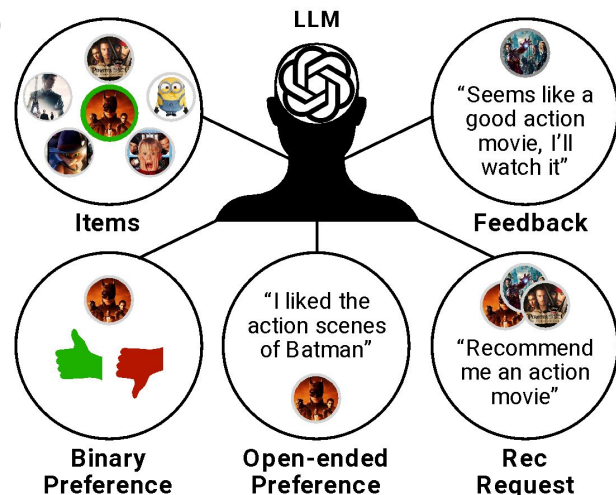 LLM
Items
“Seems like a
good action
movie, I’ll
watch it”
Feedback
Binary
Preference
“I liked the
action scenes
of Batman”
Open-ended
Preference
“Recommend
me an action
movie”
Rec
Request